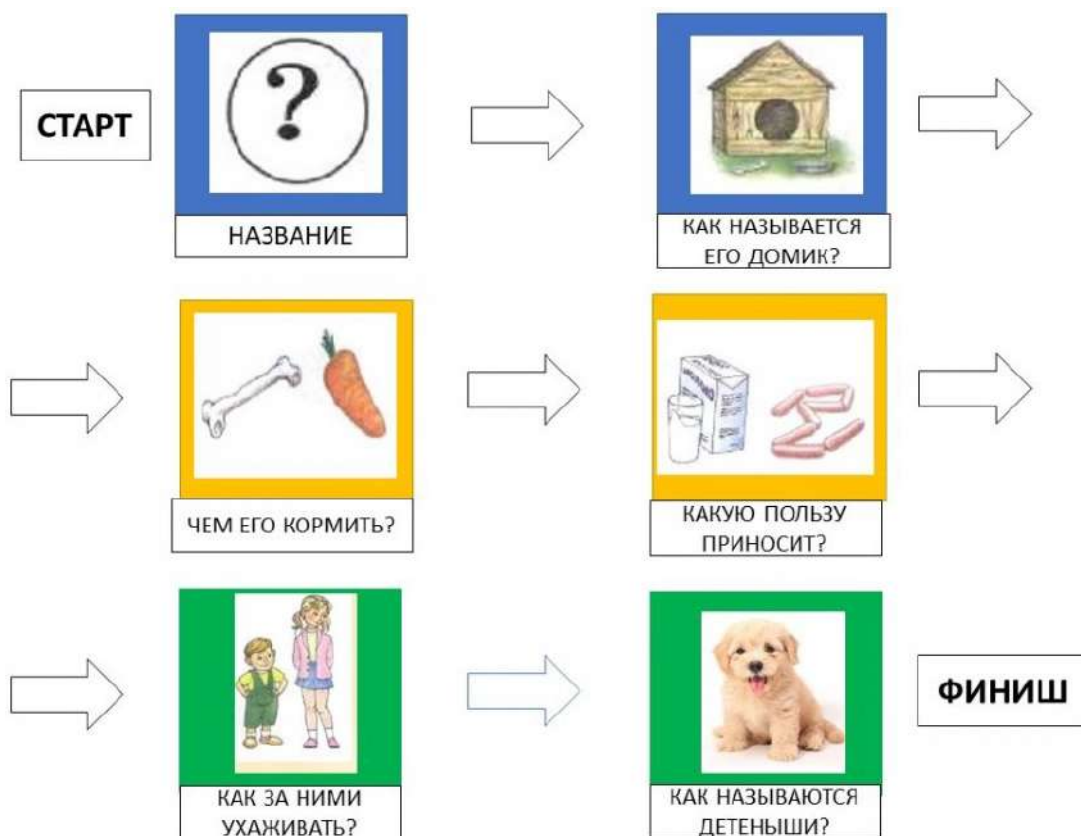 СТАРТ
НАЗВАНИЕ
КАК НАЗЫВАЕТСЯ
ЕГО ДОМИК?
ЧЕМ ЕГО КОРМИТЬ?
КАКУЮ ПОЛЬЗУ
ПРИНОСИТ?
КАК ЗА НИМИ
УХАЖИВАТЬ?
КАК НАЗЫВАЮТСЯ
ДЕТЕНЫШИ?
ФИНИШ